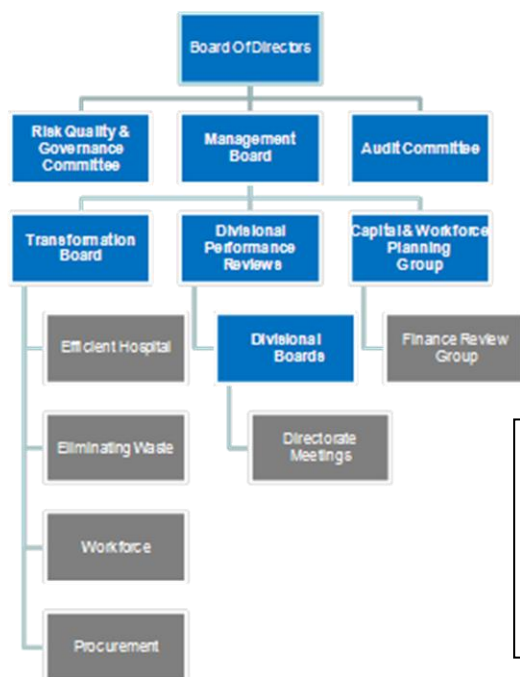 Board Of Directors
Risk Quality &
Governance
Committee
Management
Board
Audit Committee
Transformation
Board
Divisional
Performance
Reviews
Capital & Workforce
Planning
Group
Efficient Hospital
Divisional
Boards
Finance Review
Group
Eliminating Waste
Directorate
Meetings
Workforce
Procurement